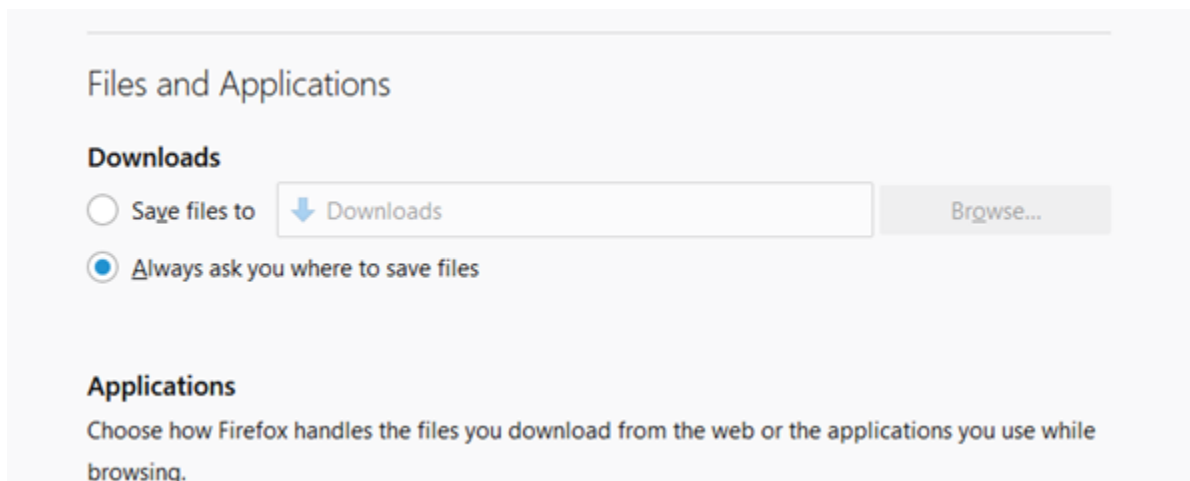 Files and Applications
Downloads
Save files to
Downloads
Browse...
Always ask you where to save files
Applications
Choose how Firefox handles the files you download from the web or the applications you use while
browsing.